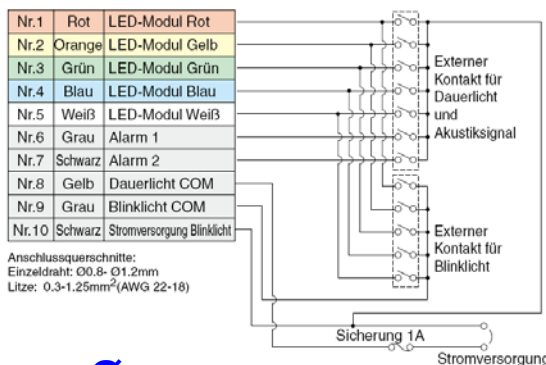 Nr.1 Rot LED-Modul Rot
Nr.2 Orange LED-Modul Gelb
Nr.3 Grün LED-Modul Grün
Nr.4 Blau LED-Modul Blau
Nr.5 Weiß LED-Modul Weiß
Nr.6 Grau Alarm 1
Nr.7 Schwarz Alarm 2
Nr.8 Gelb Dauerlicht COM
Nr.9 Grau Blinklicht COM
Nr.10 Schwarz Stromversorgung Blinklicht
Anschlussquerschnitte:
Einzeldraht: Ø0.8- Ø1.2mm
Litze: 0.3-1.25mm²(AWG 22-18)
Externer
Kontakt für
Dauerlicht
und
Akustiksignal
Externer
Kontakt für
Blinklicht
Sicherung 1A
Stromversorgung